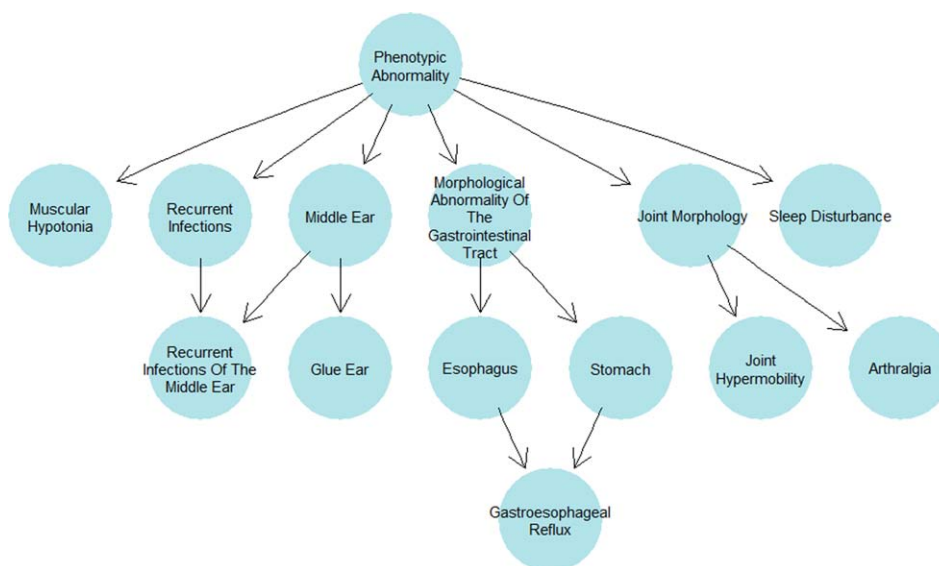 Phenotypic
Abnormality
Muscular
Hypotonia
Recurrent
Infections
Middle Ear
Morphological
Abnormality Of
The
Gastrointestinal
Tract
Joint Morphology
Sleep Disturbance
Recurrent
Infections Of The
Middle Ear
Glue Ear
Esophagus
Stomach
Joint
Hypermobility
Arthralgia
Gastroesophageal
Reflux